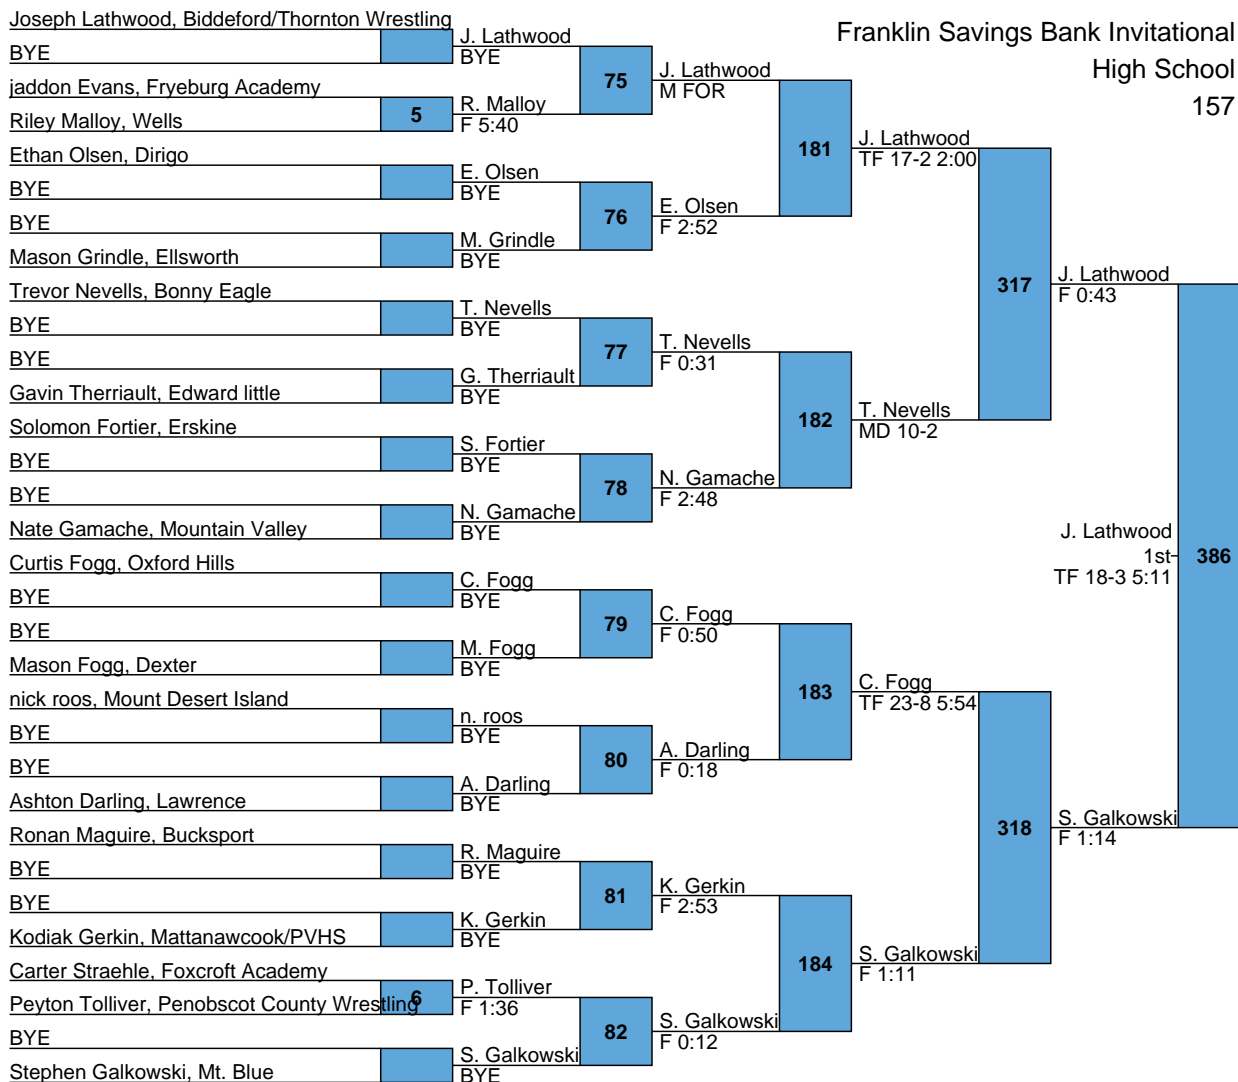 Franklin Savings Bank Invitational
High School
157
Joseph Lathwood, Biddeford/Thornton Wrestling
BYE
jaddon Evans, Fryeburg Academy
5
Riley Malloy, Wells
Ethan Olsen, Dirigo
BYE
BYE
Mason Grindle, Ellsworth
Trevor Nevells, Bonny Eagle
BYE
BYE
Gavin Therriault, Edward little
Solomon Fortier, Erskine
BYE
BYE
Nate Gamache, Mountain Valley
Curtis Fogg, Oxford Hills
BYE
BYE
Mason Fogg, Dexter
nick roos, Mount Desert Island
BYE
BYE
Ashton Darling, Lawrence
Ronan Maguire, Bucksport
BYE
BYE
Kodiak Gerkin, Mattanawcook/PVHS
Carter Straehle, Foxcroft Academy
6
Peyton Tolliver, Penobscot County Wrestling
BYE
Stephen Galkowski, Mt. Blue
J. Lathwood
BYE
75
R. Malloy
F 5:40
E. Olsen
BYE
76
M. Grindle
BYE
T. Nevells
BYE
77
G. Therriault
BYE
S. Fortier
BYE
78
N. Gamache
BYE
C. Fogg
BYE
79
M. Fogg
BYE
n. roos
BYE
80
A. Darling
BYE
R. Maguire
BYE
81
K. Gerkin
BYE
P. Tolliver
F 1:36
82
S. Galkowski
BYE
J. Lathwood
M FOR
181
E. Olsen
F 2:52
T. Nevells
F 0:31
182
N. Gamache
F 2:48
C. Fogg
F 0:50
183
A. Darling
F 0:18
K. Gerkin
F 2:53
184
S. Galkowski
F 0:12
J. Lathwood
TF 17-2 2:00
317
T. Nevells
MD 10-2
C. Fogg
TF 23-8 5:54
318
S. Galkowski
F 1:11
J. Lathwood
F 0:43
386
S. Galkowski
F 1:14
J. Lathwood
1st
TF 18-3 5:11